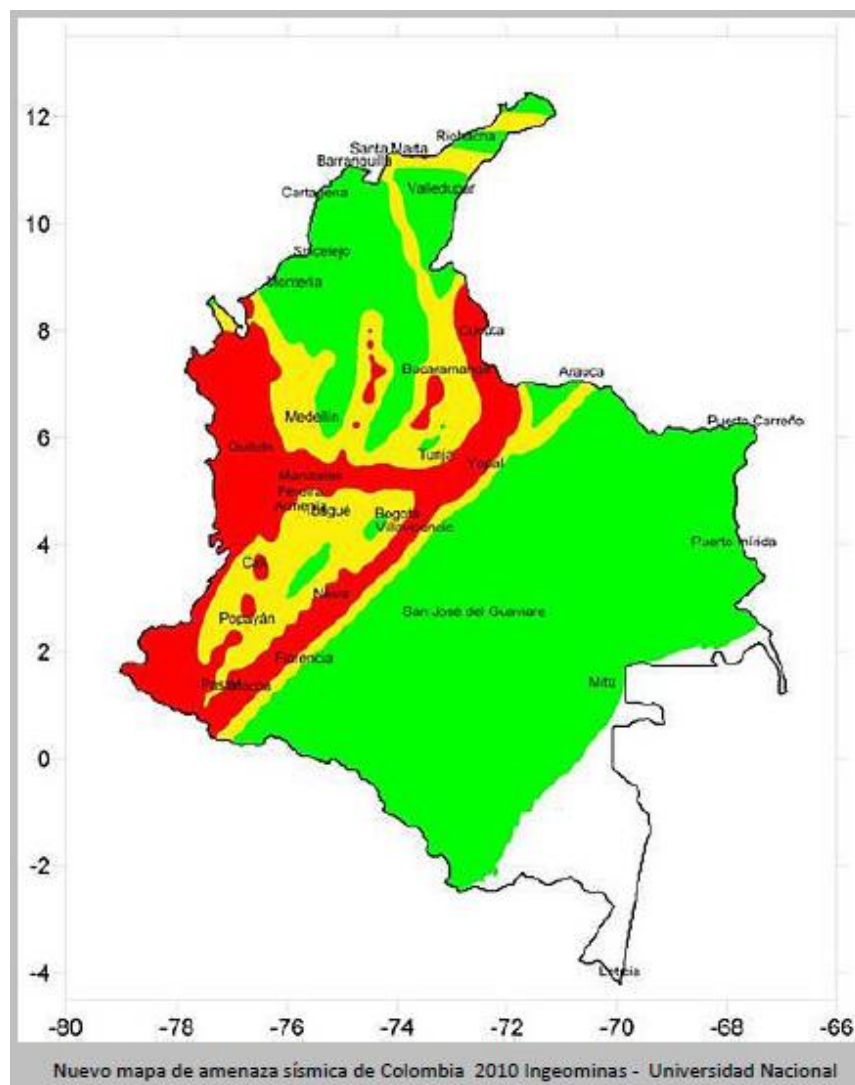 12
10
8
6
4
2
0
-2
-4
Riohacha
Santa Marta
Barranquilla
Valledupar
Cartagena
Sincelejo
Montería
Cúcuta
Bucaramanga
Arauca
Medellín
Puerto Carreño
Quibdó
Tunja
Yopal
Manizales
Pereira
Armenia
Ibagué
Bogotá
Villavicencio
Puerto Inírida
Cali
Neiva
San José del Guaviare
Popayán
Florencia
Mitú
Pasto
Leticia
-80 -78 -76 -74 -72 -70 -68 -66
Nuevo mapa de amenaza sísmica de Colombia 2010 Ingeominas - Universidad Nacional